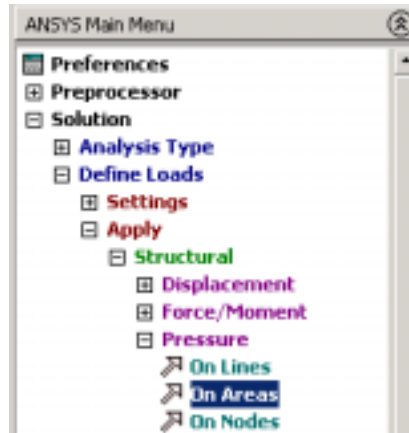 ANSYS Main Menu
Preferences
Preprocessor
Solution
Analysis Type
Define Loads
Settings
Apply
Structural
Displacement
Force/Moment
Pressure
On Lines
On Areas
On Nodes